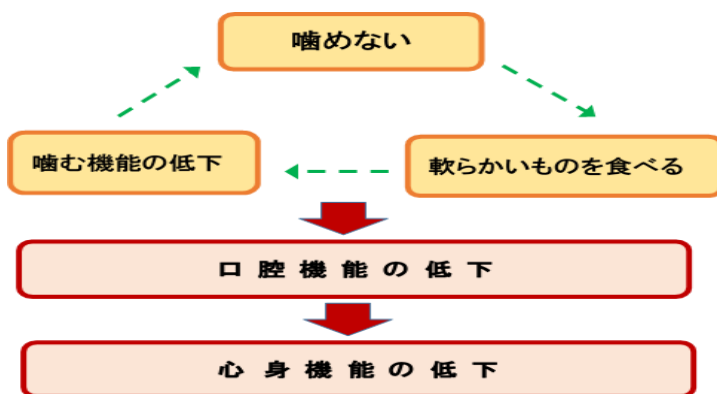 噛めない
噛む機能の低下
軟らかいものを食べる
口腔機能の低下
心身機能の低下